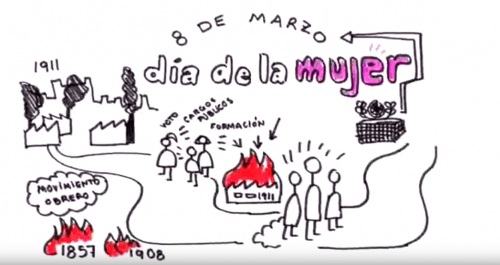 8 DE MARZO
1911
día de la mujer
VOTO
CARGOS
PÚBLICOS
FORMACIÓN
1911
MOVIMIENTO
OBRERO
1857
1908